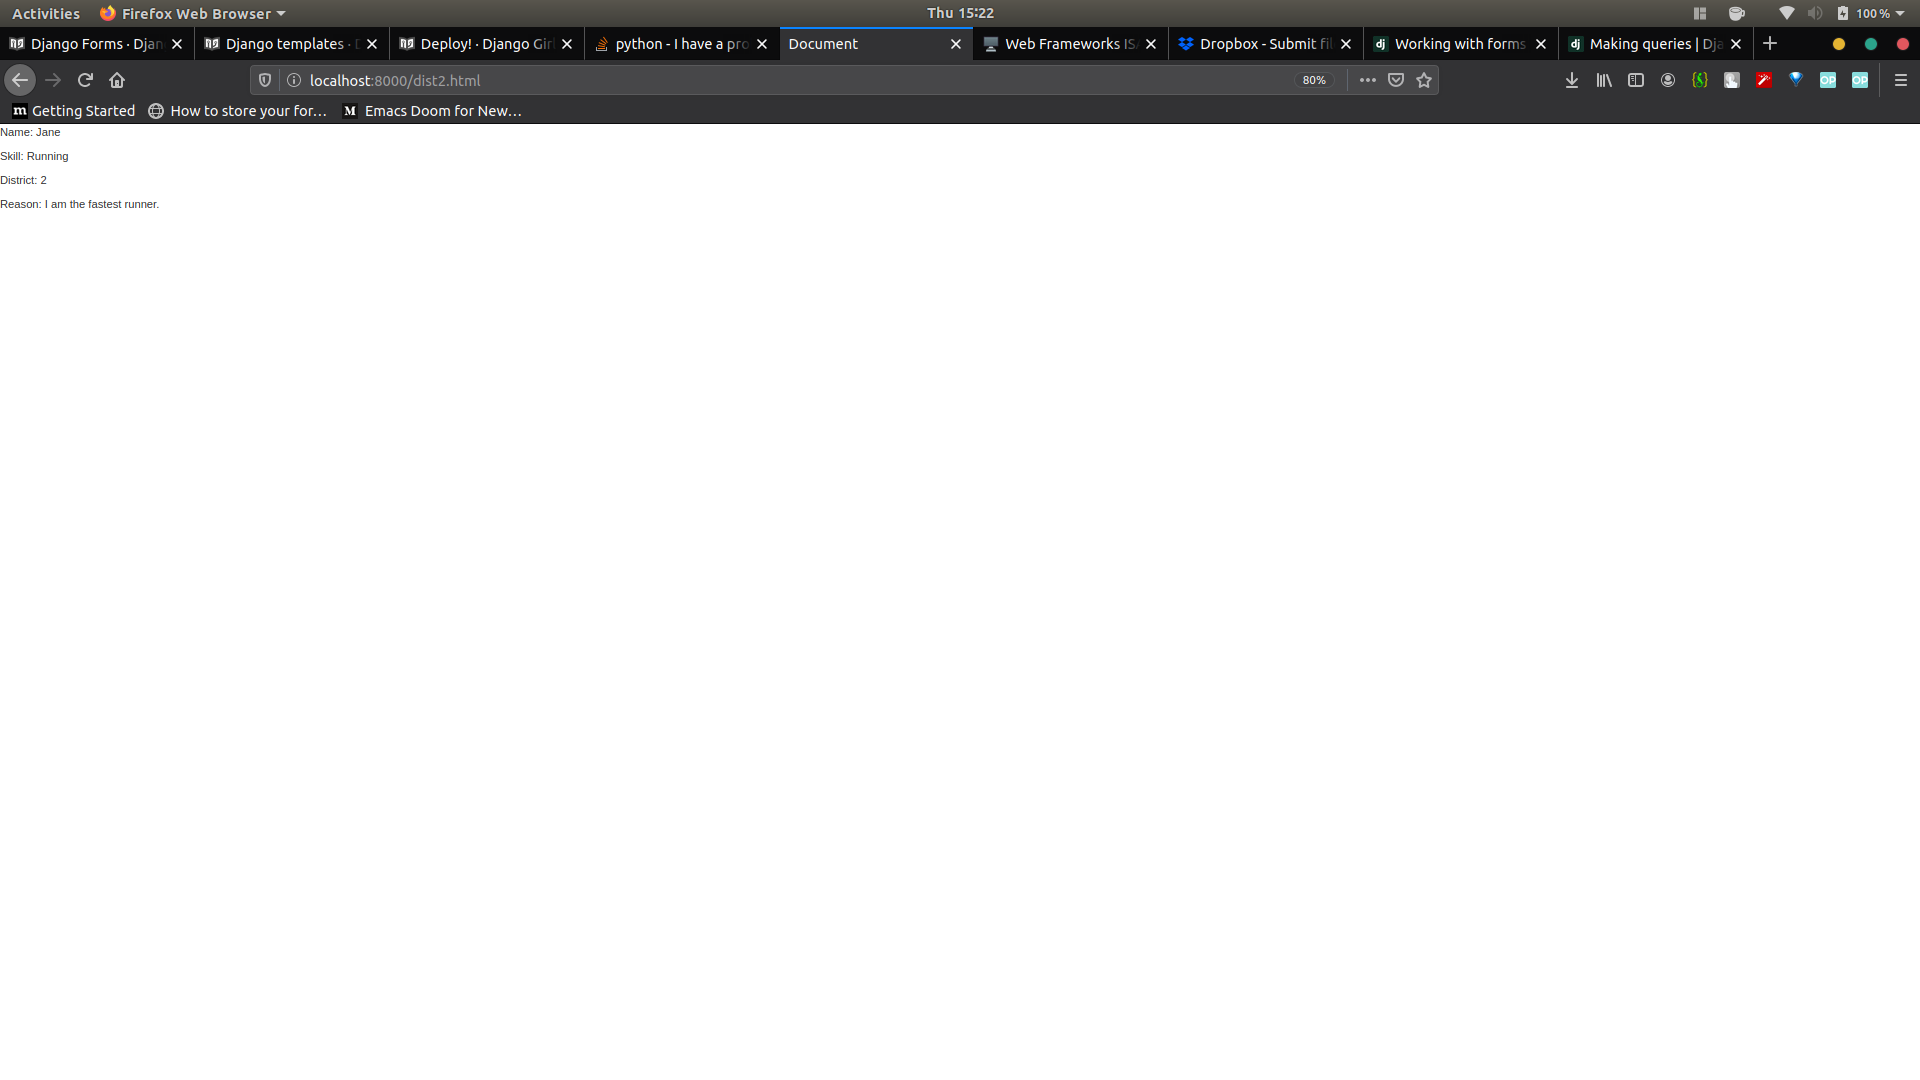 Activities Firefox Web Browser Thu 15:22 100 %
Django Forms · Djan Django templates · D Deploy! · Django Girl python - I have a pro Document Web Frameworks IS Dropbox - Submit fil Working with forms Making queries | Dja
localhost:8000/dist2.html 80%
Getting Started How to store your for... Emacs Doom for New...
Name: Jane
Skill: Running
District: 2
Reason: I am the fastest runner.